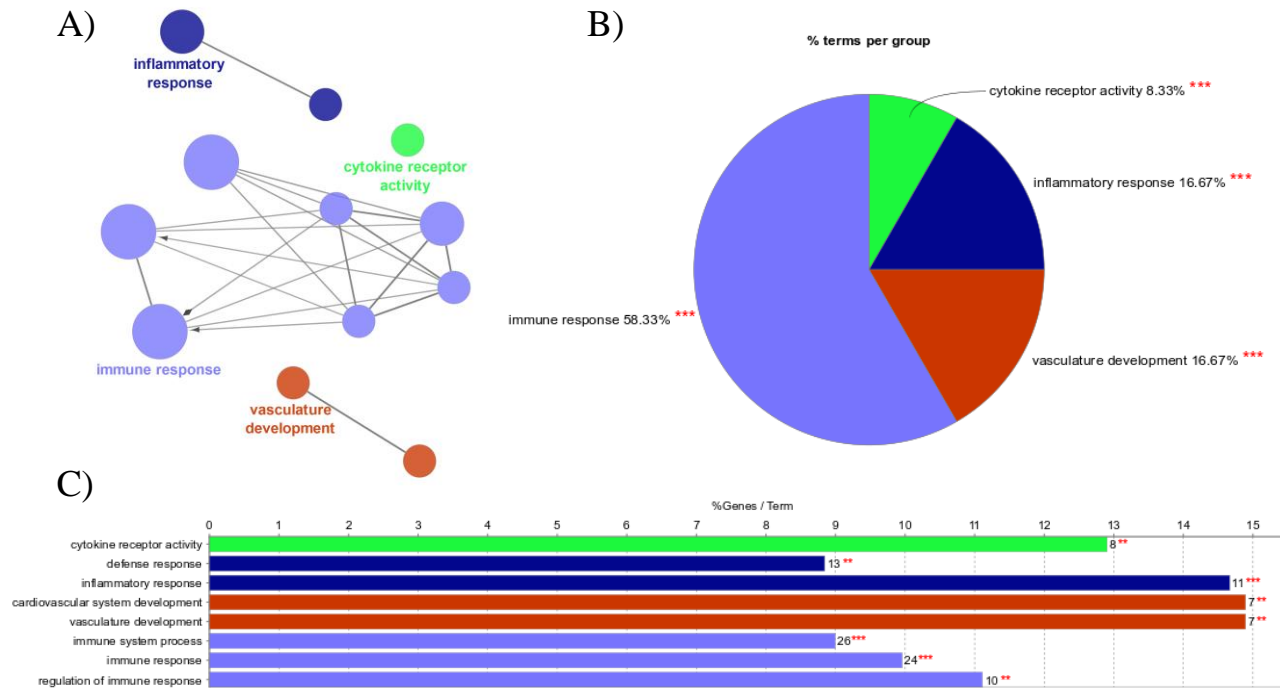 A)
inflammatory
response
cytokine receptor
activity
immune response
vasculature
development
B)
% terms per group
cytokine receptor activity 8.33% ***
inflammatory response 16.67% ***
immune response 58.33% ***
vasculature development 16.67% ***
C)
%Genes / Term
0 1 2 3 4 5 6 7 8 9 10 11 12 13 14 15
cytokine receptor activity 8 **
defense response 13 **
inflammatory response 11 ***
cardiovascular system development 7 **
vasculature development 7 **
immune system process 26 ***
immune response 24 ***
regulation of immune response 10 **